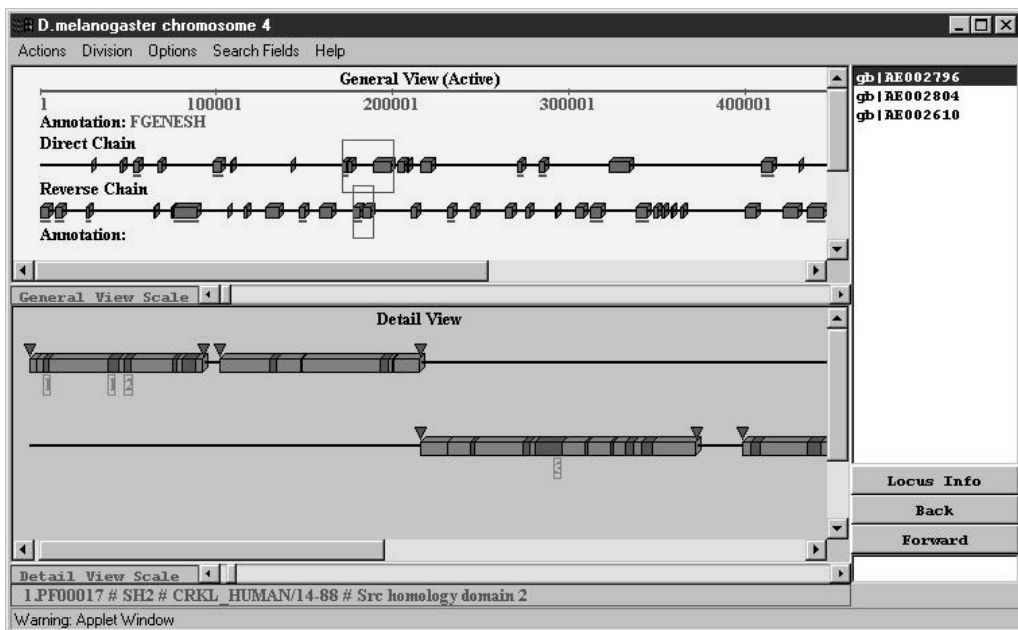 D.melanogaster chromosome 4
Actions Division Options Search Fields Help
General View (Active)
1 100001 200001 300001 400001
Annotation: FGENESH
Direct Chain
Reverse Chain
Annotation:
General View Scale
Detail View
1 1 2
3
Detail View Scale
1.PF00017 # SH2 # CRKL_HUMAN/14-88 # Src homology domain 2
Warning: Applet Window
gb|AE002796
gb|AE002804
gb|AE002610
Locus Info
Back
Forward